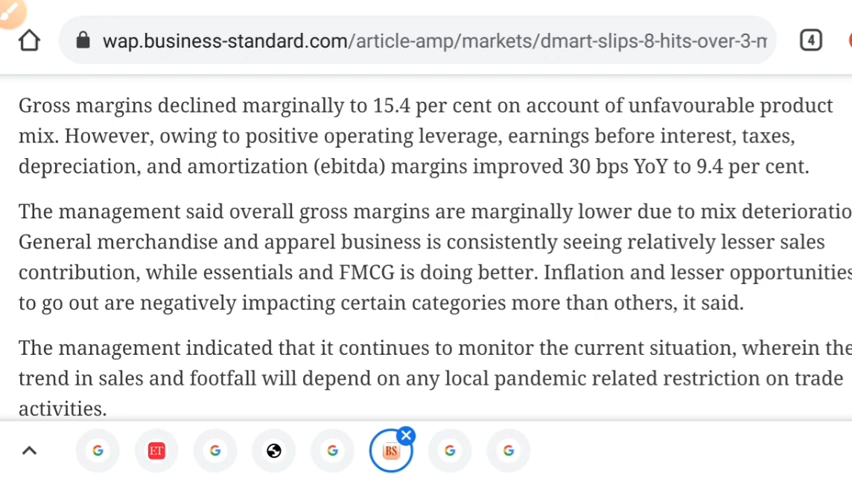 wap.business-standard.com/article-amp/markets/dmart-slips-8-hits-over-3-m
4
Gross margins declined marginally to 15.4 per cent on account of unfavourable product
mix. However, owing to positive operating leverage, earnings before interest, taxes,
depreciation, and amortization (ebitda) margins improved 30 bps YoY to 9.4 per cent.
The management said overall gross margins are marginally lower due to mix deterioratio
General merchandise and apparel business is consistently seeing relatively lesser sales
contribution, while essentials and FMCG is doing better. Inflation and lesser opportunities
to go out are negatively impacting certain categories more than others, it said.
The management indicated that it continues to monitor the current situation, wherein the
trend in sales and footfall will depend on any local pandemic related restriction on trade
activities.
G ET G G BS G G